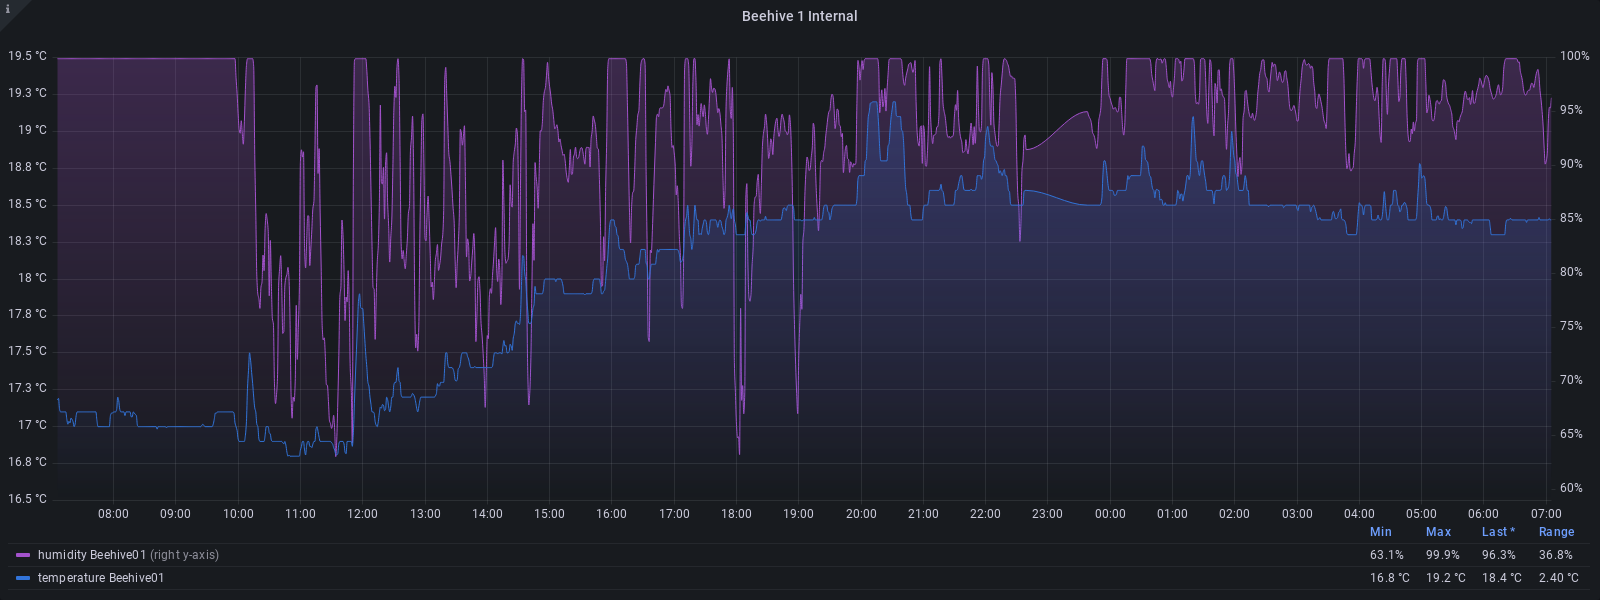 i
Beehive 1 Internal
19.5 °C
100%
19.3 °C
95%
19 °C
18.8 °C
90%
18.5 °C
85%
18.3 °C
18 °C
80%
17.8 °C
75%
17.5 °C
17.3 °C
70%
17 °C
65%
16.8 °C
60%
16.5 °C
08:00 09:00 10:00 11:00 12:00 13:00 14:00 15:00 16:00 17:00 18:00 19:00 20:00 21:00 22:00 23:00 00:00 01:00 02:00 03:00 04:00 05:00 06:00 07:00
Min Max Last * Range
humidity Beehive01 (right y-axis) 63.1% 99.9% 96.3% 36.8%
temperature Beehive01 16.8 °C 19.2 °C 18.4 °C 2.40 °C